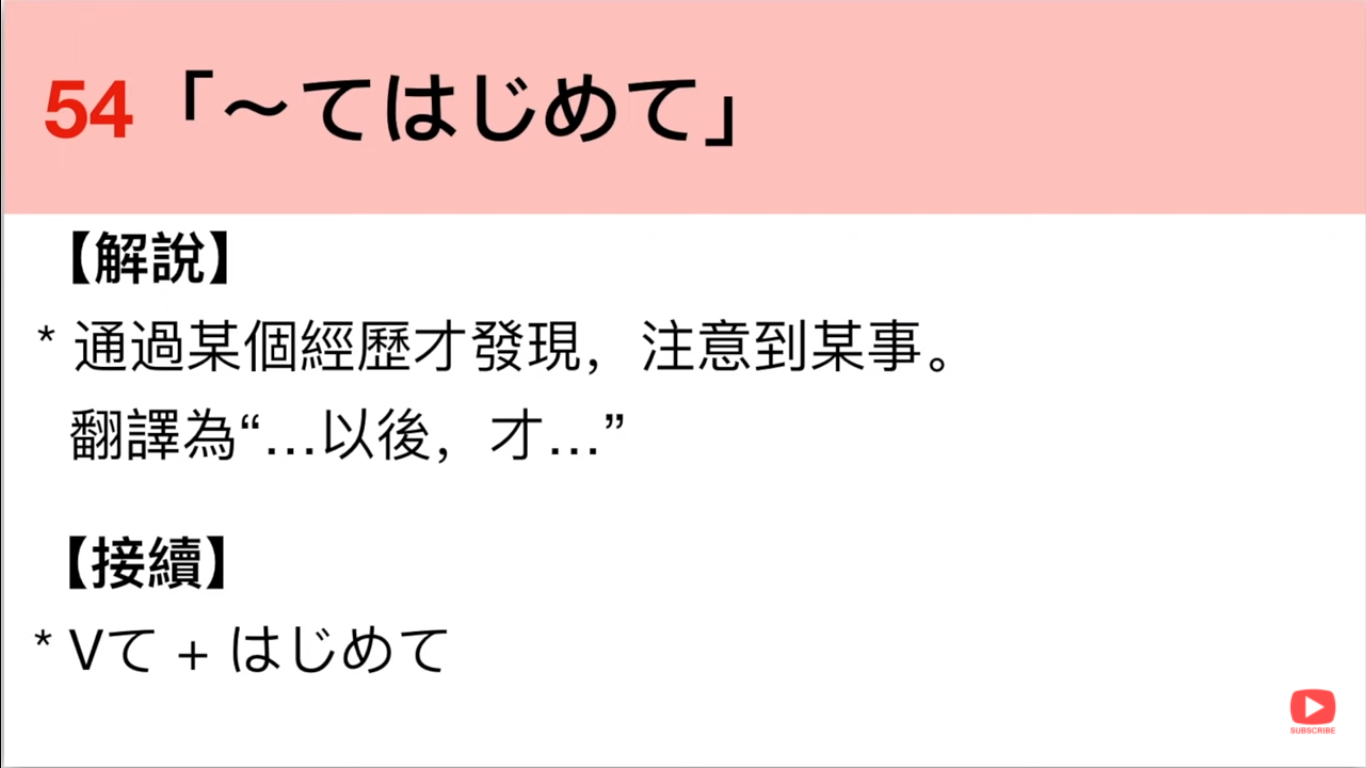 54「～てはじめて」
【解說】
* 通過某個經歷才發現，注意到某事。
翻譯為“…以後，才…”
【接續】
* Vて + はじめて
SUBSCRIBE